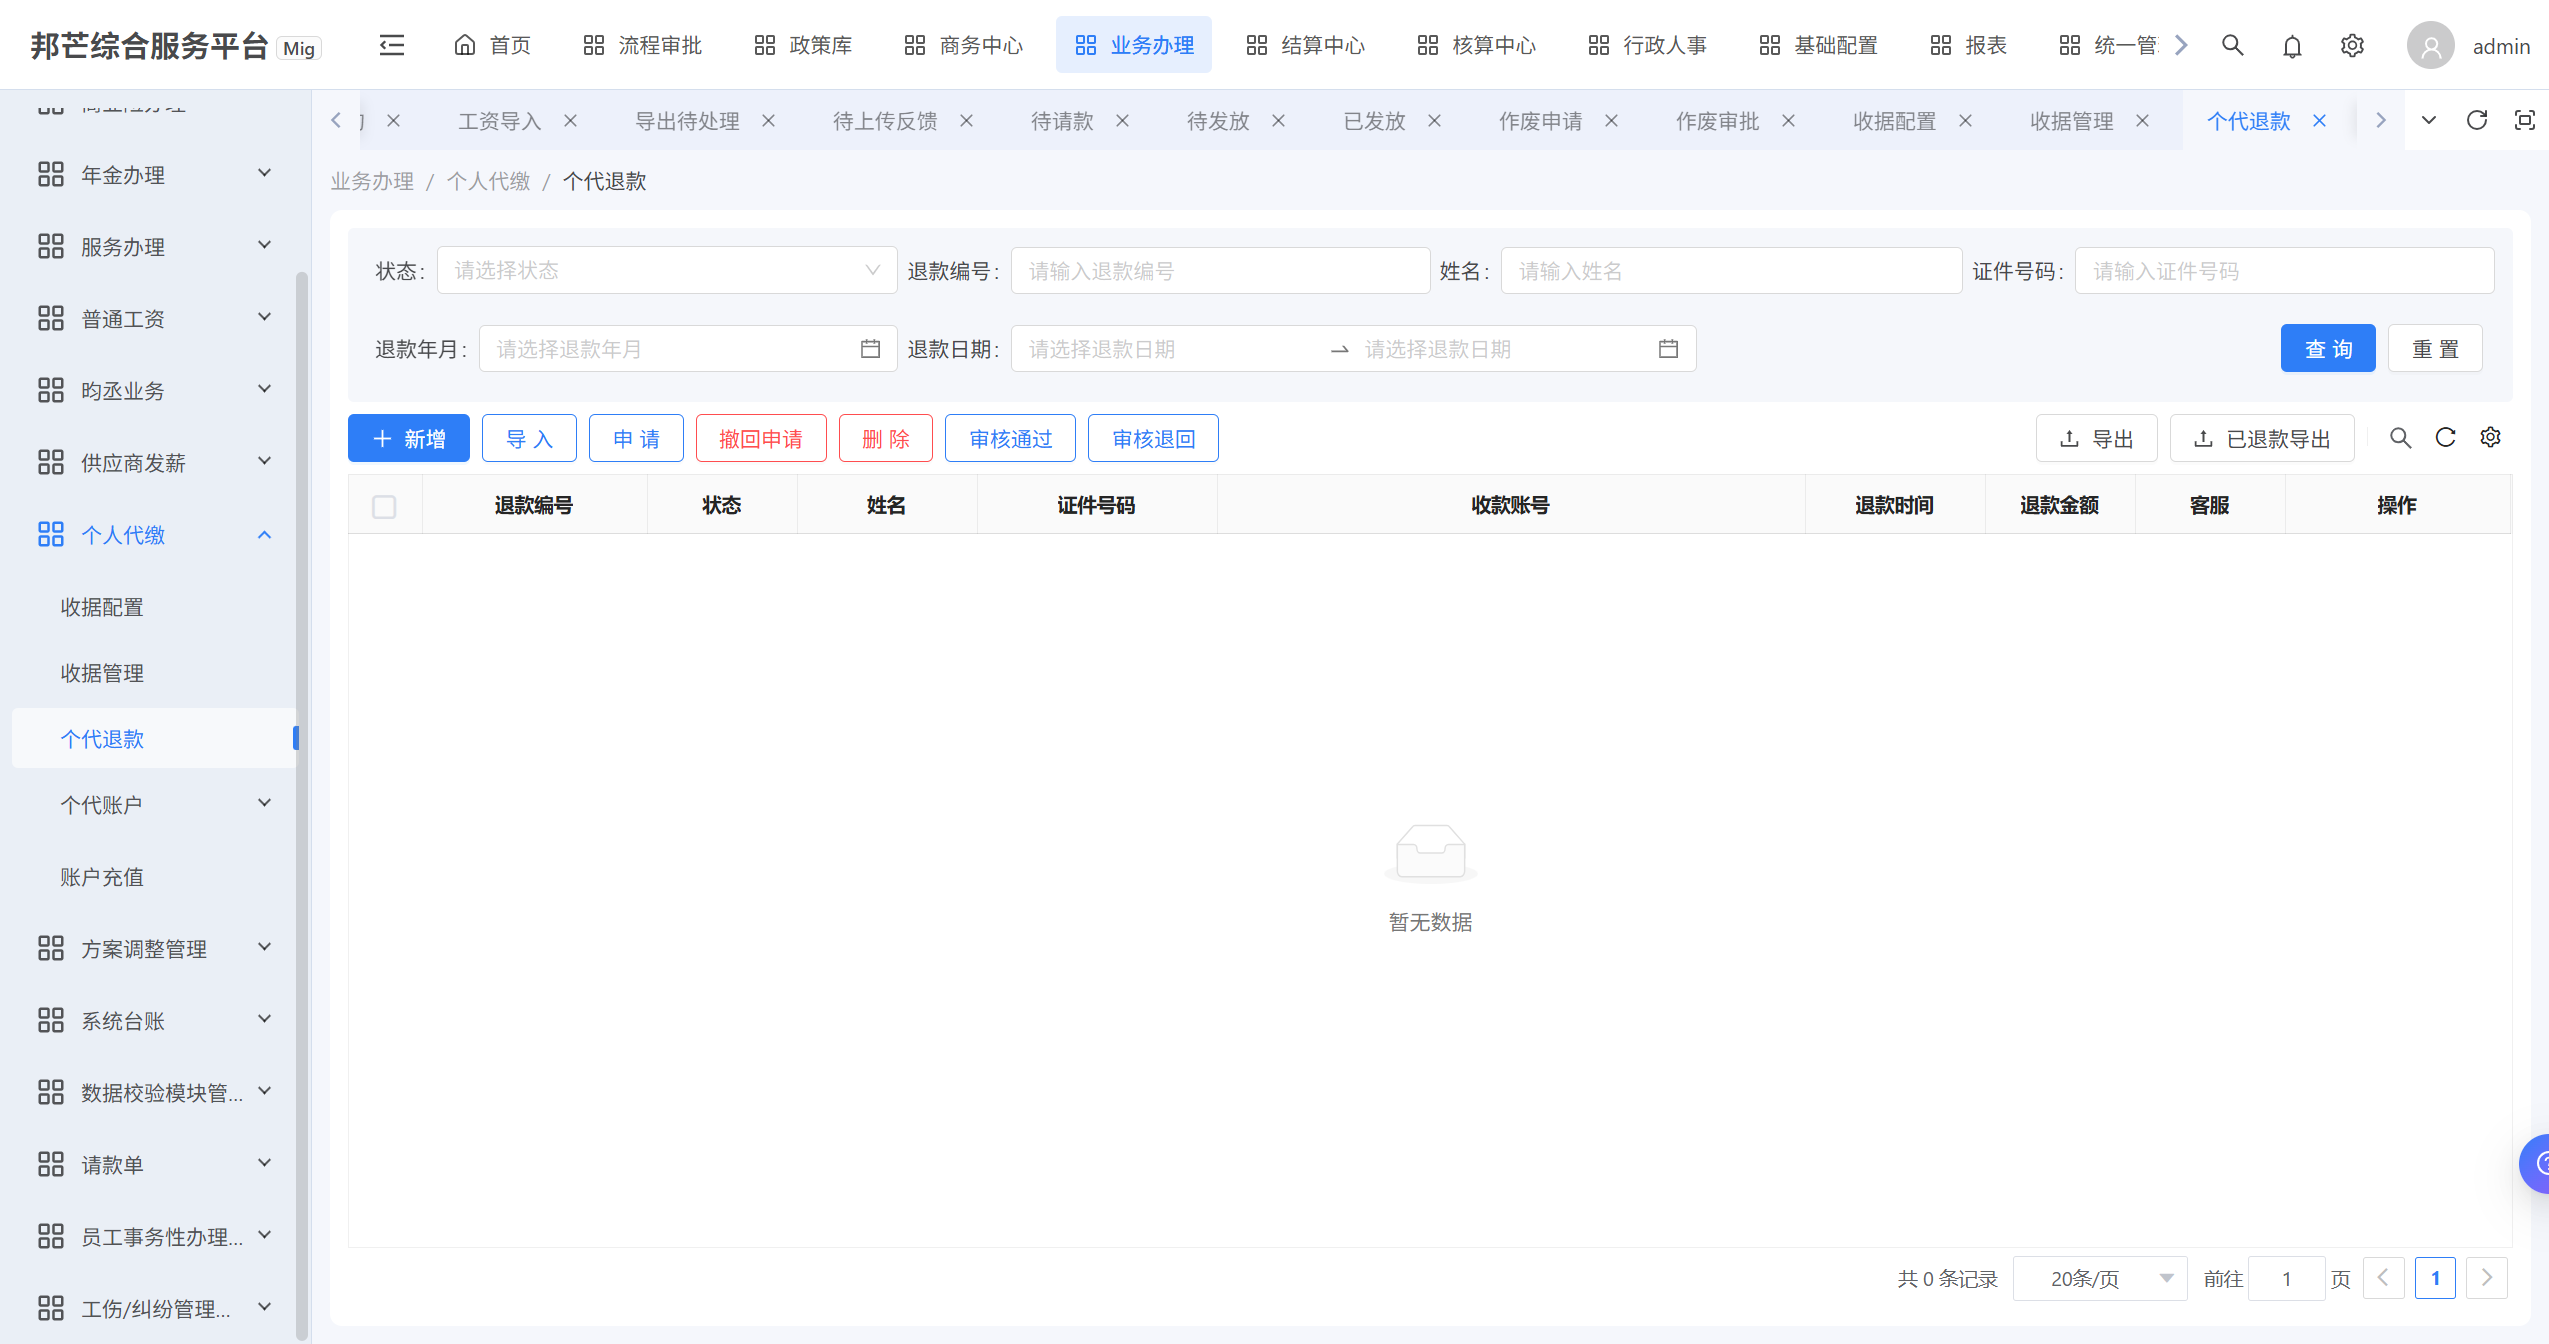 邦芒综合服务平台 Mig 首页 流程审批 政策库 商务中心 业务办理 结算中心 核算中心 行政人事 基础配置 报表 统一管 admin
工资导入 导出待处理 待上传反馈 待请款 待发放 已发放 作废申请 作废审批 收据配置 收据管理 个代退款
业务办理 / 个人代缴 / 个代退款
年金办理
服务办理
普通工资
昀丞业务
供应商发薪
个人代缴
收据配置
收据管理
个代退款
个代账户
账户充值
方案调整管理
系统台账
数据校验模块管...
请款单
员工事务性办理...
工伤/纠纷管理...
状态: 请选择状态 退款编号: 请输入退款编号 姓名: 请输入姓名 证件号码: 请输入证件号码
退款年月: 请选择退款年月 退款日期: 请选择退款日期 请选择退款日期 查 询 重 置
新增 导 入 申 请 撤回申请 删 除 审核通过 审核退回 导出 已退款导出
退款编号 状态 姓名 证件号码 收款账号 退款时间 退款金额 客服 操作
暂无数据
共 0 条记录 20条/页 前往 1 页 1